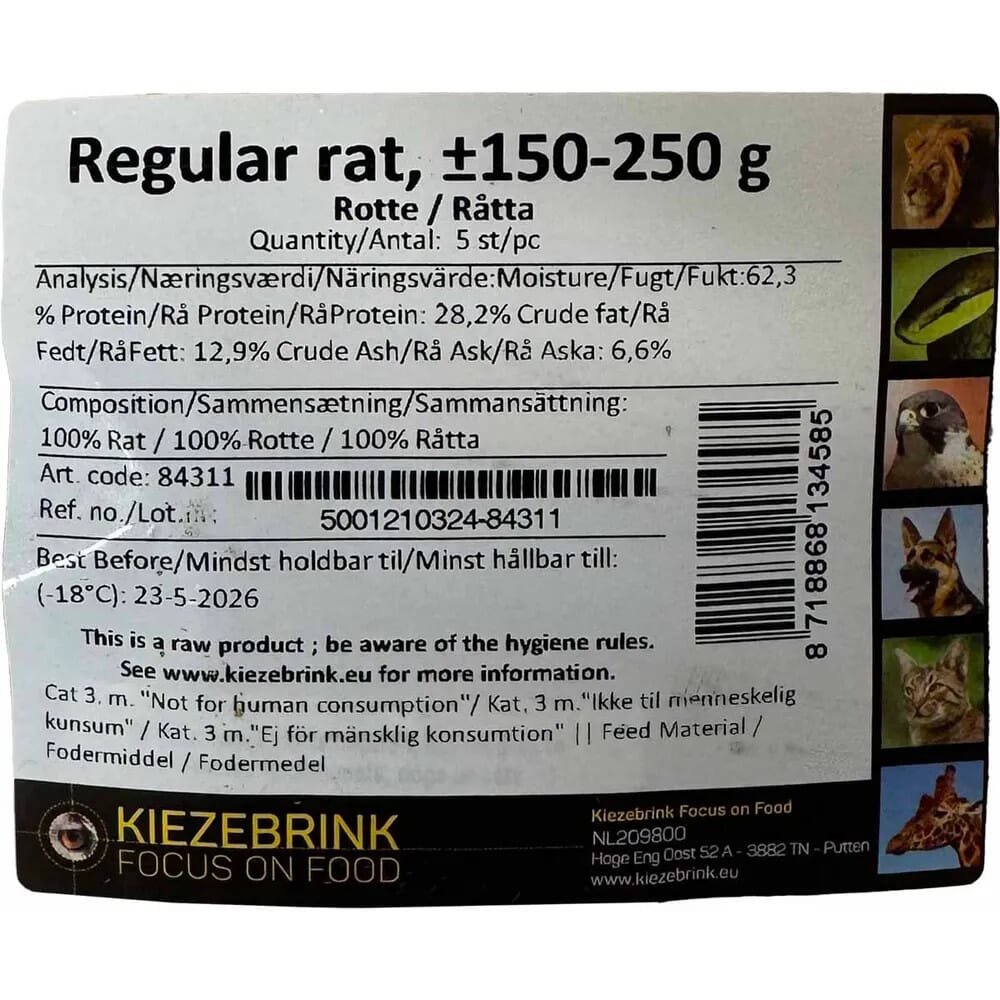 Regular rat, ±150-250 g
Rotte / Råtta
Quantity/Antal: 5 st/pc
Analysis/Næringsværdi/Näringsvärde:Moisture/Fugt/Fukt:62,3
% Protein/Rå Protein/RåProtein: 28,2% Crude fat/Rå
Fedt/RåFett: 12,9% Crude Ash/Rå Ask/Rå Aska: 6,6%
Composition/Sammensætning/Sammansättning:
100% Rat / 100% Rotte / 100% Råtta
Art. code: 84311
Ref. no./Lot.
5001210324-84311
8718868134585
Best Before/Mindst holdbar til/Minst hållbar till:
(-18°C): 23-5-2026
This is a raw product ; be aware of the hygiene rules.
See www.kiezebrink.eu for more information.
Cat 3. m. "Not for human consumption"/ Kat. 3 m."Ikke til menneskelig
kunsum" / Kat. 3 m."Ej för mänsklig konsumtion" || Feed Material /
Fodermiddel / Fodermedel
KIEZEBRINK
FOCUS ON FOOD
Kiezebrink Focus on Food
NL209800
Hoge Eng Oost 52 A - 3882 TN - Putten
www.kiezebrink.eu